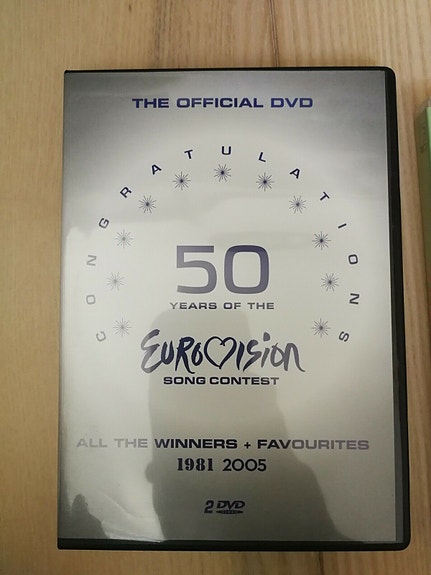 THE OFFICIAL DVD
CONGRATULATIONS
50
YEARS OF THE
EUROVISION
SONG CONTEST
ALL THE WINNERS + FAVOURITES
1981 2005
2 DVD